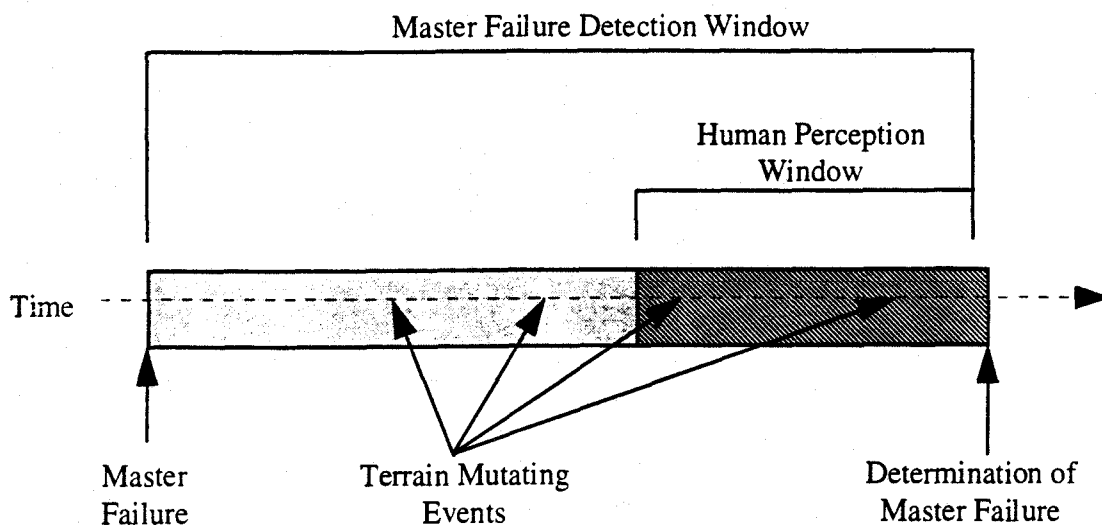 Master Failure Detection Window
Human Perception
Window
Time
Master
Failure
Terrain Mutating
Events
Determination of
Master Failure